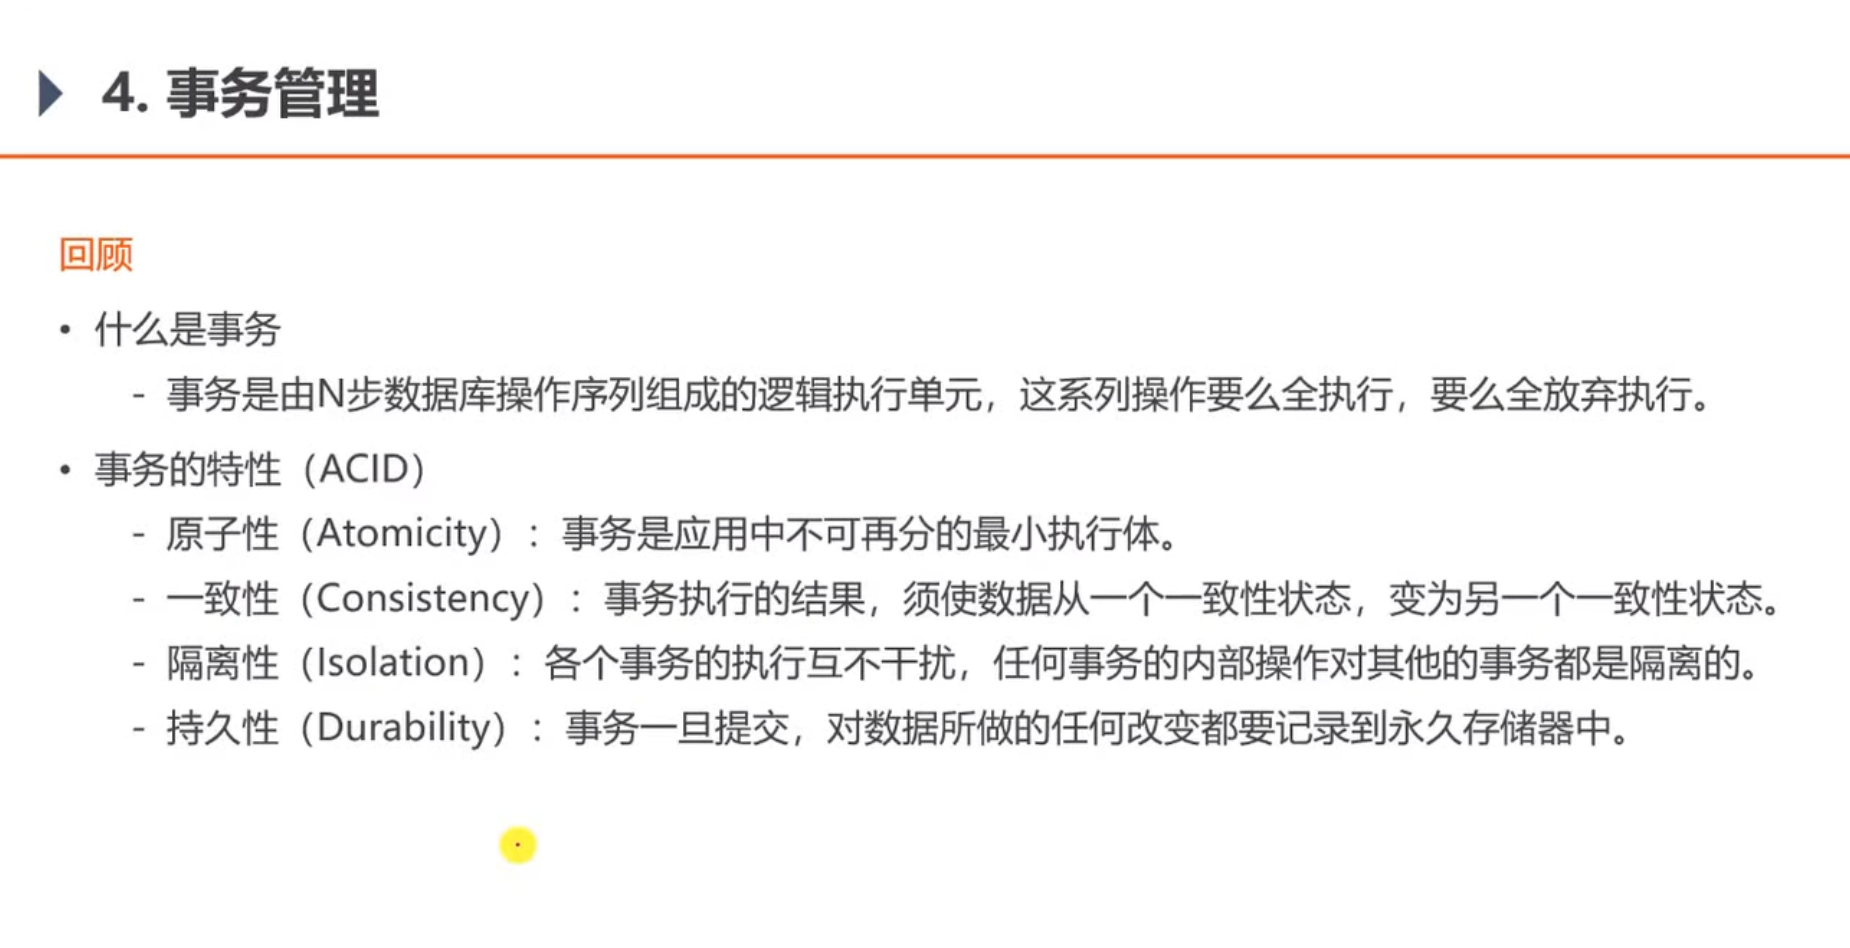 4. 事务管理
回顾
• 什么是事务
- 事务是由N步数据库操作序列组成的逻辑执行单元，这系列操作要么全执行，要么全放弃执行。
• 事务的特性（ACID）
- 原子性（Atomicity）：事务是应用中不可再分的最小执行体。
- 一致性（Consistency）：事务执行的结果，须使数据从一个一致性状态，变为另一个一致性状态。
- 隔离性（Isolation）：各个事务的执行互不干扰，任何事务的内部操作对其他的事务都是隔离的。
- 持久性（Durability）：事务一旦提交，对数据所做的任何改变都要记录到永久存储器中。